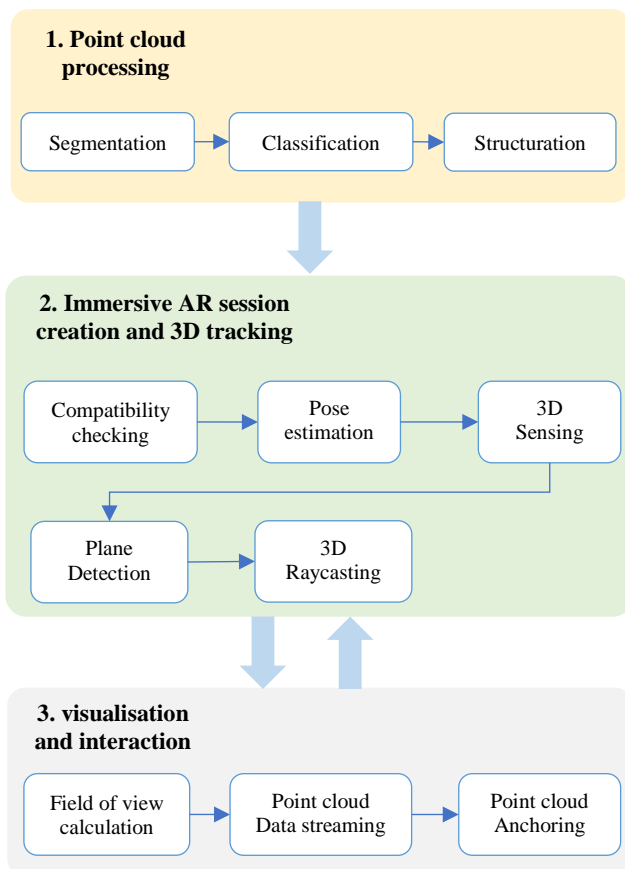 1. Point cloud
processing
Segmentation
Classification
Structuration
2. Immersive AR session
creation and 3D tracking
Compatibility
checking
Pose
estimation
3D
Sensing
Plane
Detection
3D
Raycasting
3. visualisation
and interaction
Field of view
calculation
Point cloud
Data streaming
Point cloud
Anchoring